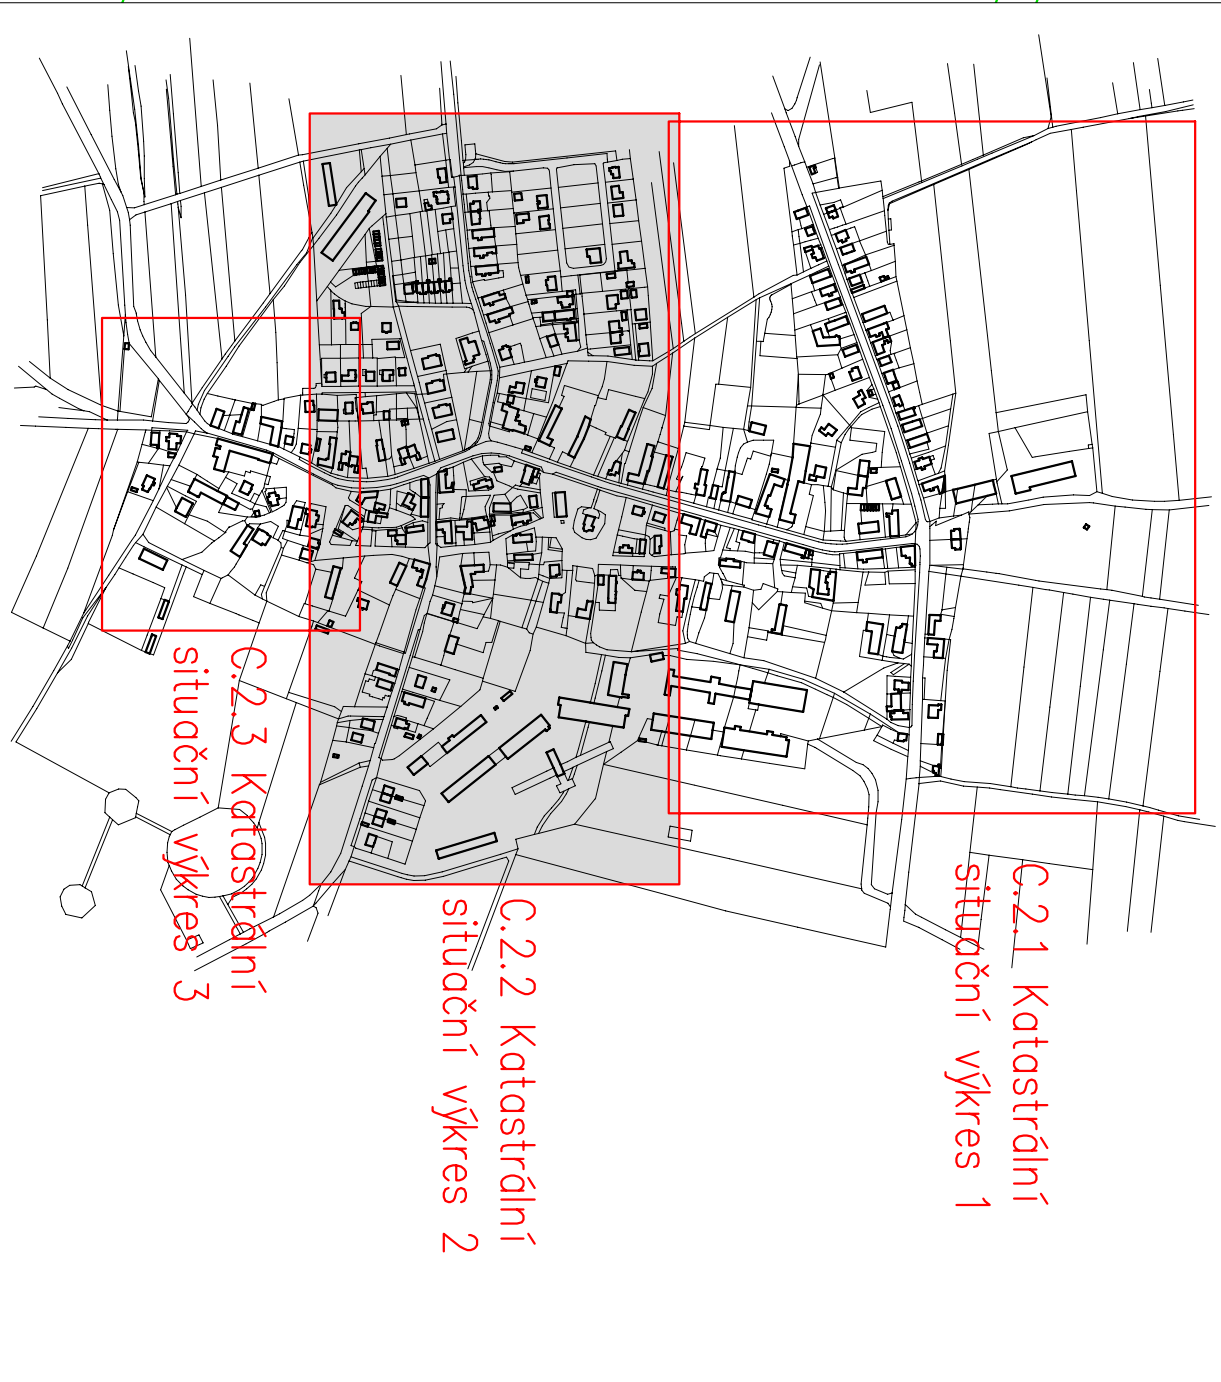 C.2.1 Katastrální
situační výkres 1
C.2.2 Katastrální
situační výkres 2
C.2.3 Katastrální
situační výkres 3